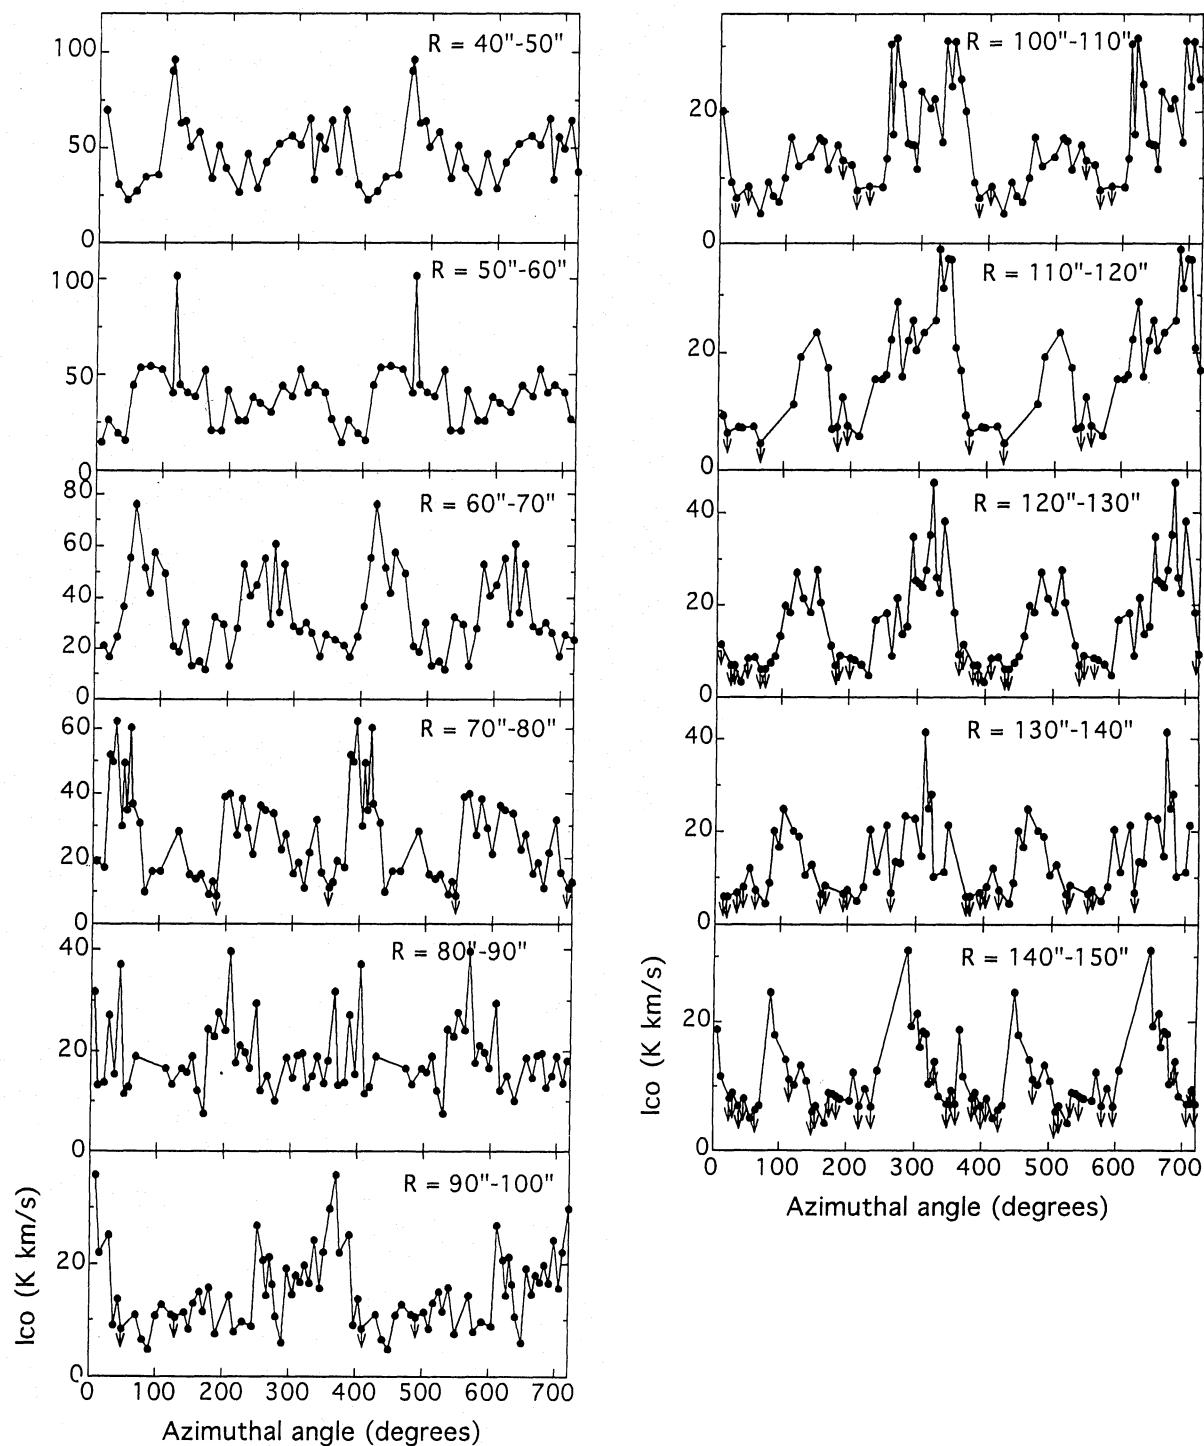 R = 40"-50"
100
50
0
R = 50"-60"
100
50
0
R = 60"-70"
80
60
40
20
0
R = 70"-80"
60
40
20
0
R = 80"-90"
40
20
0
R = 90"-100"
20
0
Ico (K km/s)
0 100 200 300 400 500 600 700
Azimuthal angle (degrees)
R = 100"-110"
20
0
R = 110"-120"
20
0
R = 120"-130"
40
20
0
R = 130"-140"
40
20
0
R = 140"-150"
20
0
Ico (K km/s)
0 100 200 300 400 500 600 700
Azimuthal angle (degrees)